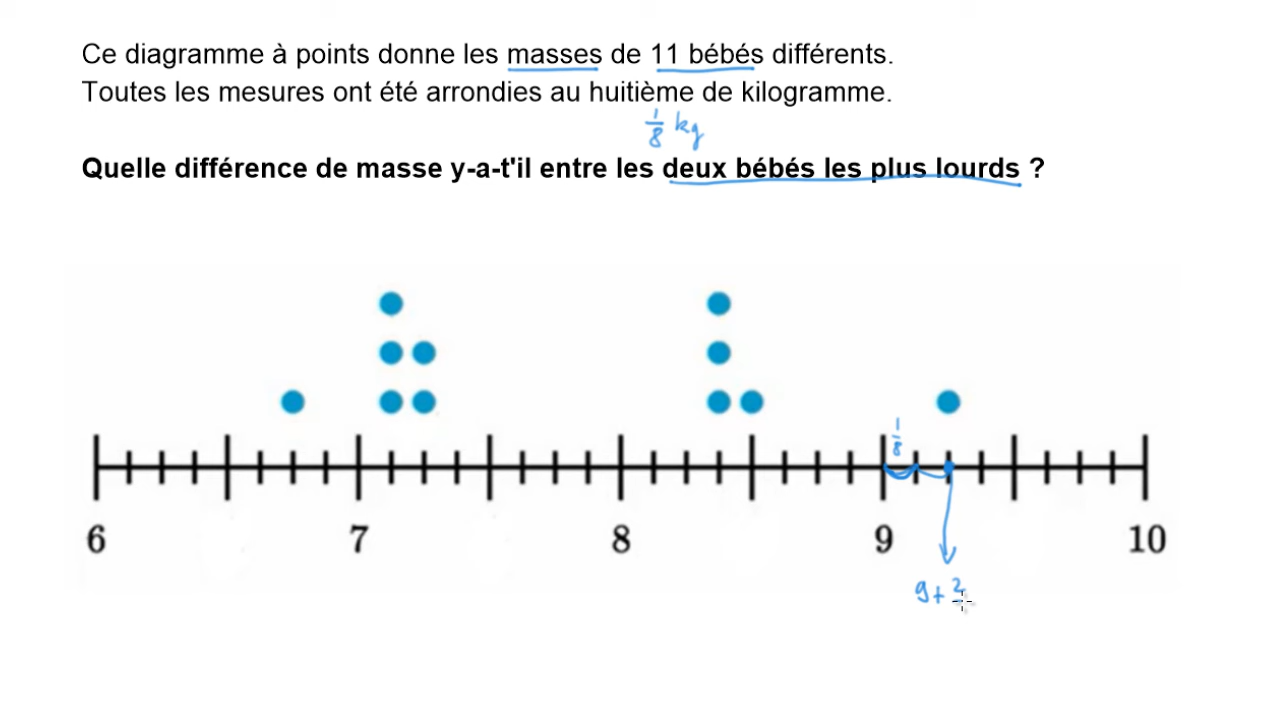 Ce diagramme à points donne les masses de 11 bébés différents.
Toutes les mesures ont été arrondies au huitième de kilogramme.
1/8 kg
Quelle différence de masse y-a-t'il entre les deux bébés les plus lourds ?
1/8
6 7 8 9 10
9+2